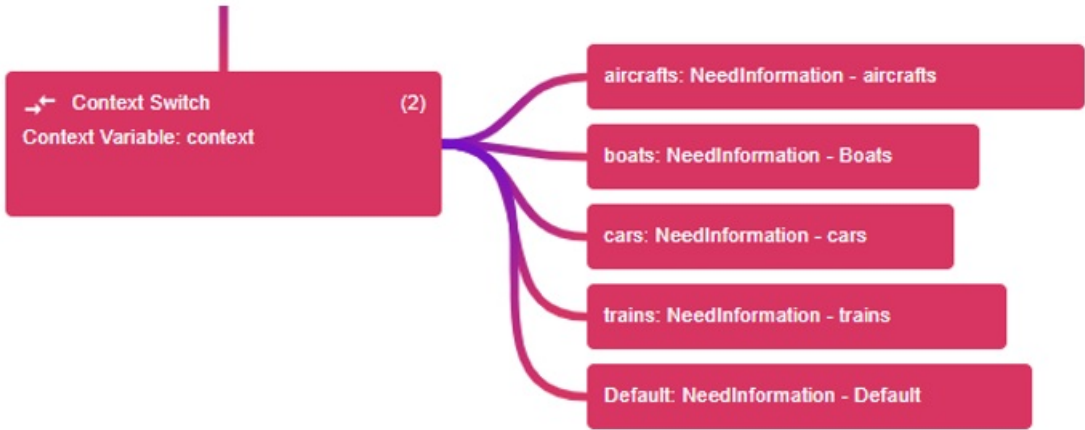 Context Switch (2)
Context Variable: context
aircrafts: NeedInformation - aircrafts
boats: NeedInformation - Boats
cars: NeedInformation - cars
trains: NeedInformation - trains
Default: NeedInformation - Default